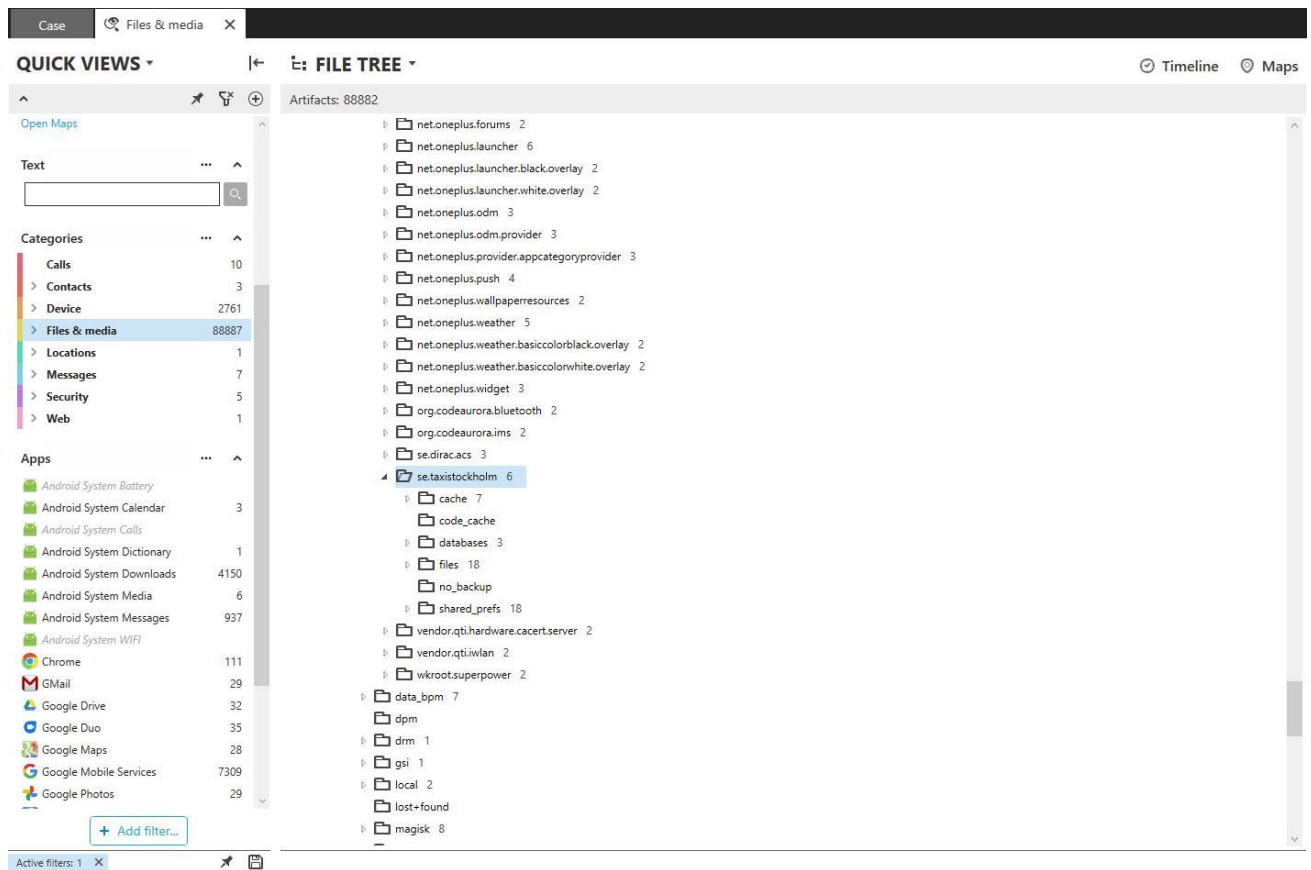 Case
Files & media
QUICK VIEWS
FILE TREE
Timeline
Maps
Artifacts: 88882
Open Maps
Text
Categories
Calls 10
Contacts 3
Device 2761
Files & media 88887
Locations 1
Messages 7
Security 5
Web 1
Apps
Android System Battery
Android System Calendar 3
Android System Calls
Android System Dictionary 1
Android System Downloads 4150
Android System Media 6
Android System Messages 937
Android System WIFI
Chrome 111
GMail 29
Google Drive 32
Google Duo 35
Google Maps 28
Google Mobile Services 7309
Google Photos 29
+ Add filter...
Active filters: 1
net.oneplus.forums 2
net.oneplus.launcher 6
net.oneplus.launcher.black.overlay 2
net.oneplus.launcher.white.overlay 2
net.oneplus.odm 3
net.oneplus.odm.provider 3
net.oneplus.provider.appcategoryprovider 3
net.oneplus.push 4
net.oneplus.wallpaperresources 2
net.oneplus.weather 5
net.oneplus.weather.basiccolorblack.overlay 2
net.oneplus.weather.basiccolorwhite.overlay 2
net.oneplus.widget 3
org.codeaurora.bluetooth 2
org.codeaurora.ims 2
se.dirac.acs 3
se.taxistockholm 6
cache 7
code_cache
databases 3
files 18
no_backup
shared_prefs 18
vendor.qti.hardware.cacert.server 2
vendor.qti.iwlan 2
wkroot.superpower 2
data_bpm 7
dpm
drm 1
gsi 1
local 2
lost+found
magisk 8